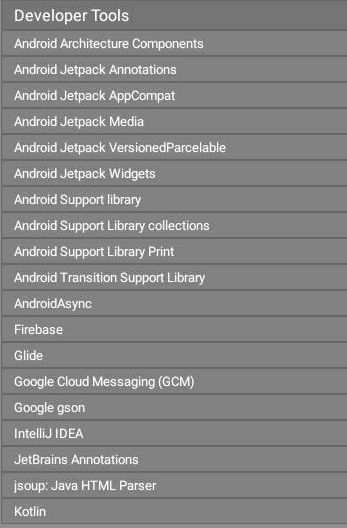 Developer Tools
Android Architecture Components
Android Jetpack Annotations
Android Jetpack AppCompat
Android Jetpack Media
Android Jetpack VersionedParcelable
Android Jetpack Widgets
Android Support library
Android Support Library collections
Android Support Library Print
Android Transition Support Library
AndroidAsync
Firebase
Glide
Google Cloud Messaging (GCM)
Google gson
IntelliJ IDEA
JetBrains Annotations
jsoup: Java HTML Parser
Kotlin